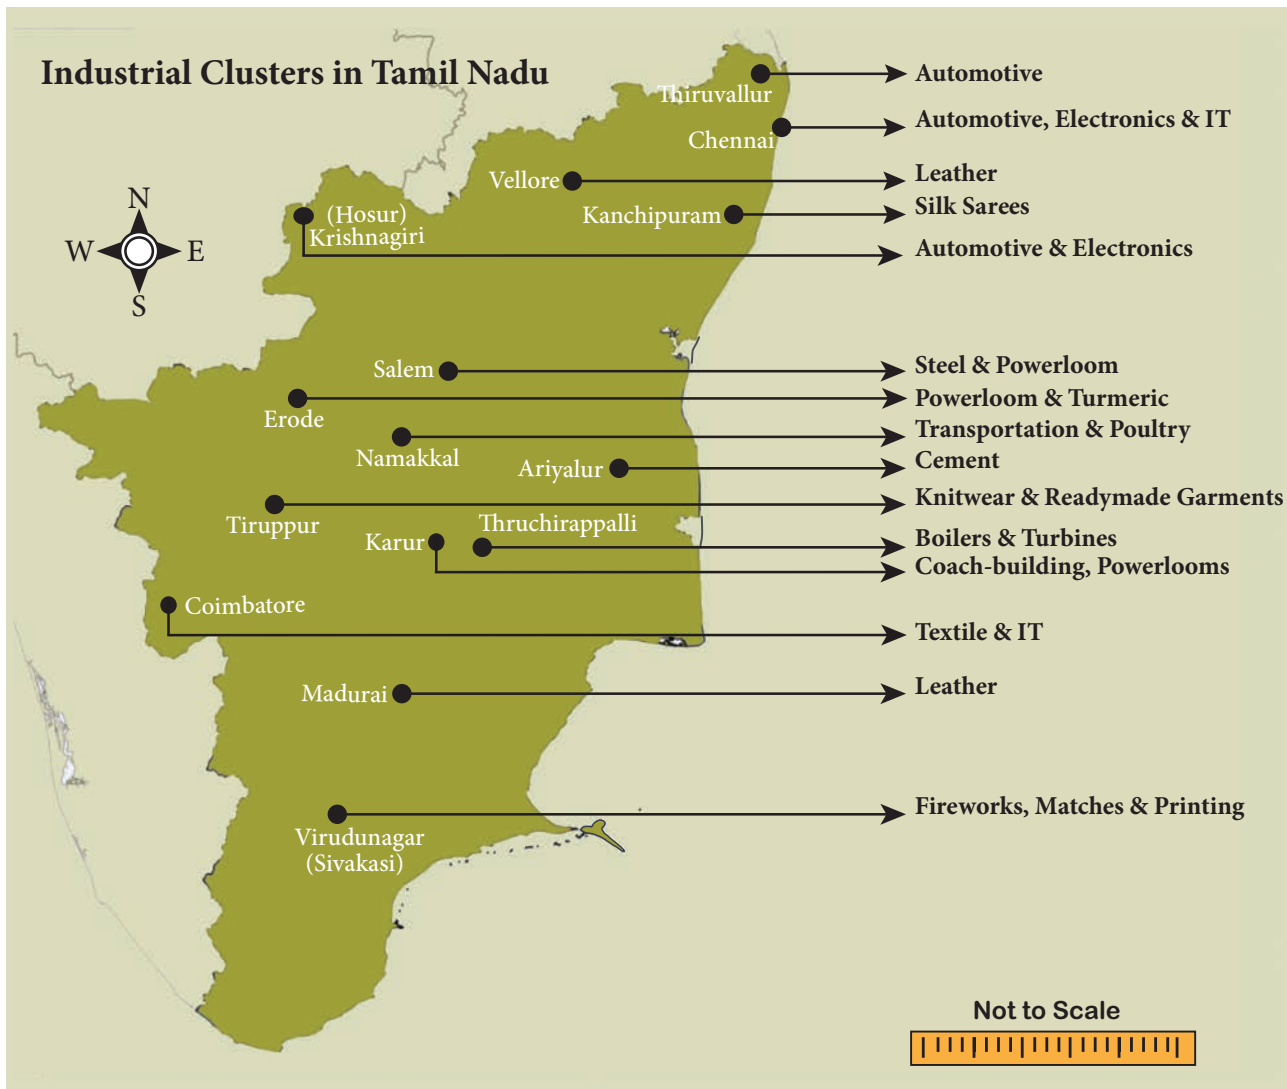 Industrial Clusters in Tamil Nadu
Thiruvallur
Automotive
Chennai
Automotive, Electronics & IT
Vellore
Leather
Kanchipuram
Silk Sarees
(Hosur)
Krishnagiri
Automotive & Electronics
N
W
E
S
Salem
Steel & Powerloom
Erode
Powerloom & Turmeric
Namakkal
Transportation & Poultry
Ariyalur
Cement
Tiruppur
Knitwear & Readymade Garments
Thruchirappalli
Boilers & Turbines
Karur
Coach-building, Powerlooms
Coimbatore
Textile & IT
Madurai
Leather
Virudunagar
(Sivakasi)
Fireworks, Matches & Printing
Not to Scale